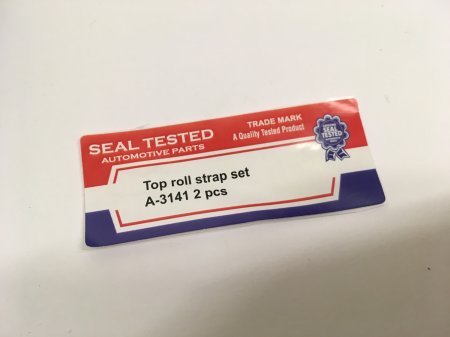 SEAL TESTED
AUTOMOTIVE PARTS
TRADE MARK
A Quality Tested Product
SEAL
TESTED
Top roll strap set
A-3141 2 pcs